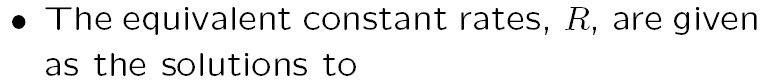 • The equivalent constant rates, R, are given
as the solutions to